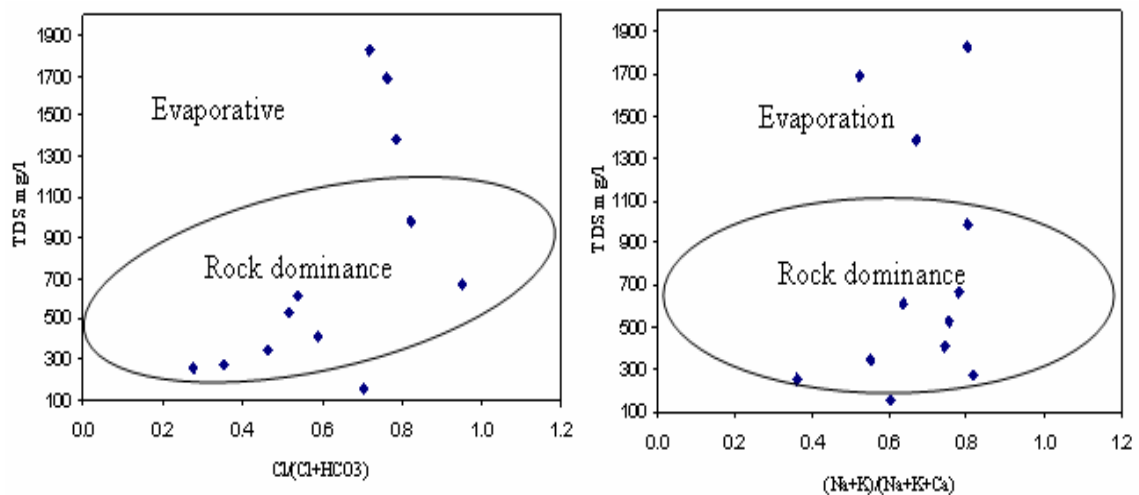 1900
1700
1500
1300
1100
900
700
500
300
100
TDS mg/l
Evaporative
Rock dominance
0.0 0.2 0.4 0.6 0.8 1.0 1.2
Cl/(Cl+HCO3)
1900
1700
1500
1300
1100
900
700
500
300
100
TDS mg/l
Evaporation
Rock dominance
0.0 0.2 0.4 0.6 0.8 1.0 1.2
(Na+K)/(Na+K+Ca)